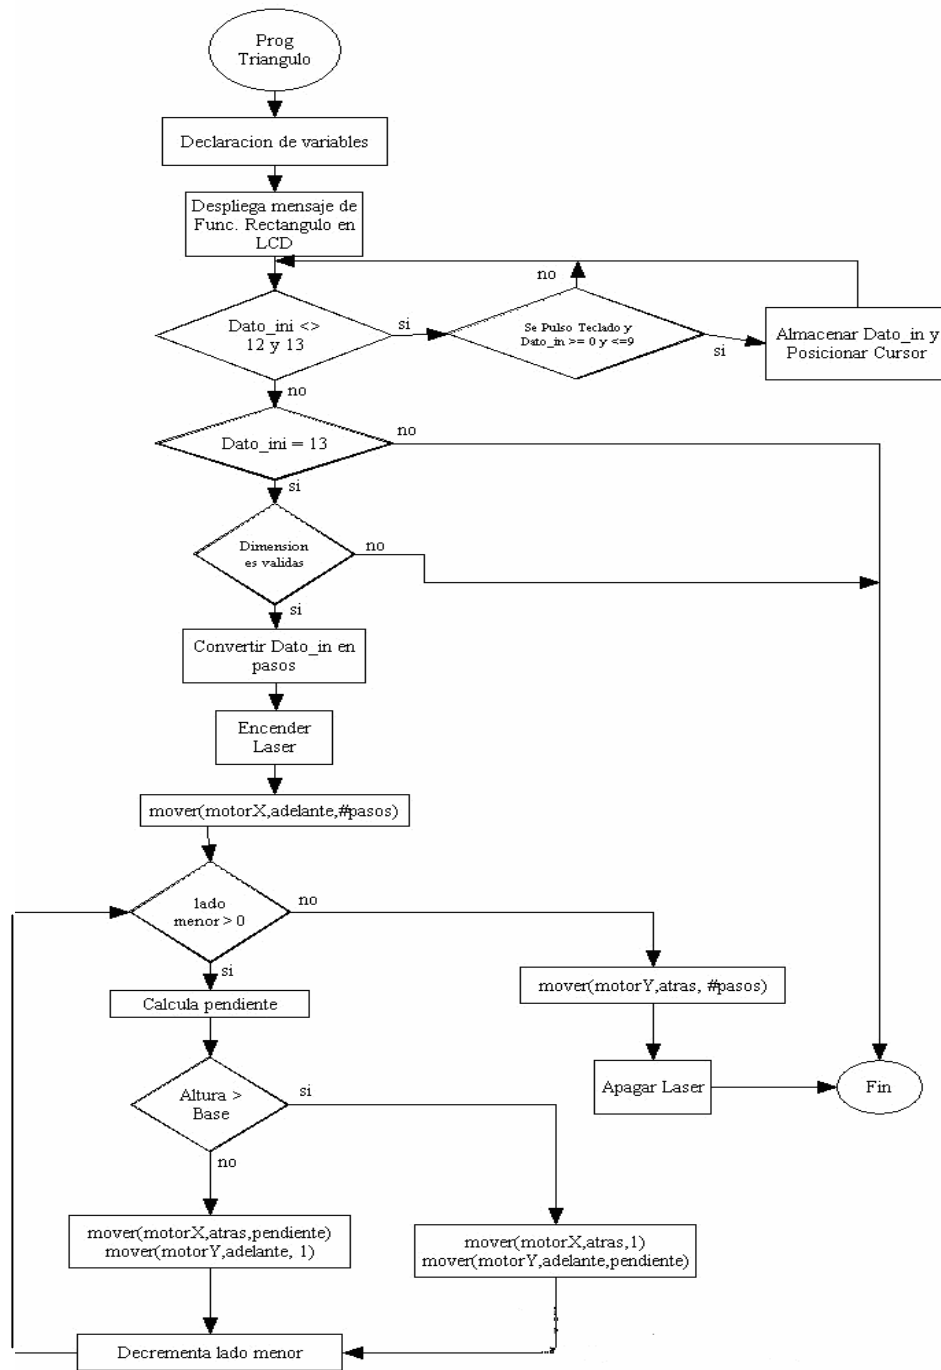 Prog
Triangulo
Declaracion de variables
Despliega mensaje de
Func. Rectangulo en
LCD
Dato_ini <>
12 y 13
si
no
Se Pulso Teclado y
Dato_in >= 0 y <=9
si
Almacenar Dato_in y
Posicionar Cursor
no
Dato_ini = 13
no
si
Dimension
es validas
no
si
Convertir Dato_in en
pasos
Encender
Laser
mover(motorX,adelante,#pasos)
lado
menor > 0
no
si
mover(motorY,atras, #pasos)
Calcula pendiente
Apagar Laser
Fin
Altura >
Base
si
no
mover(motorX,atras,pendiente)
mover(motorY,adelante, 1)
mover(motorX,atras,1)
mover(motorY,adelante,pendiente)
Decrementa lado menor